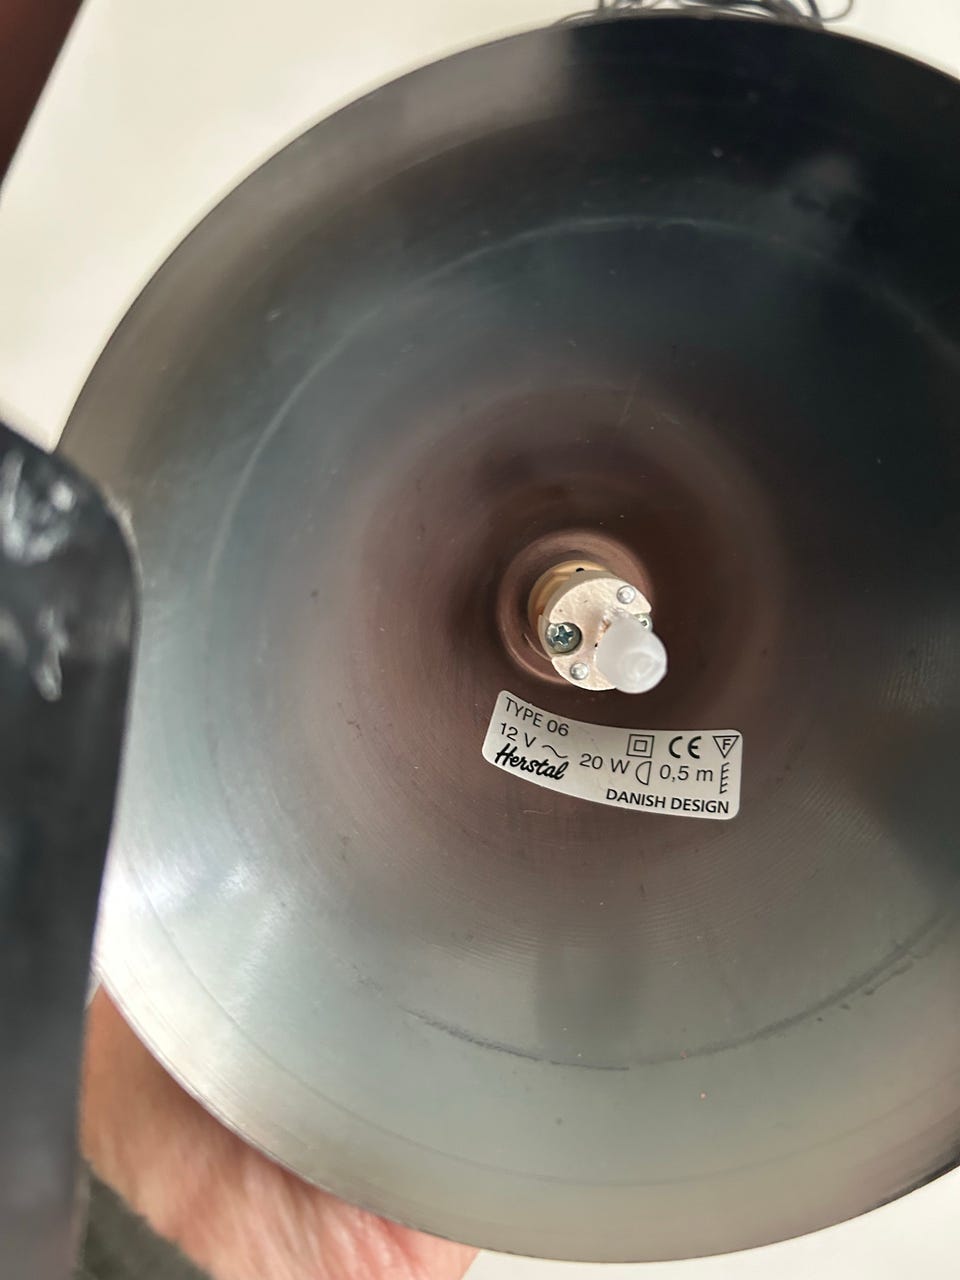 TYPE 06
12 V ~ 20 W 0,5 m
CE F
Herstal
DANISH DESIGN